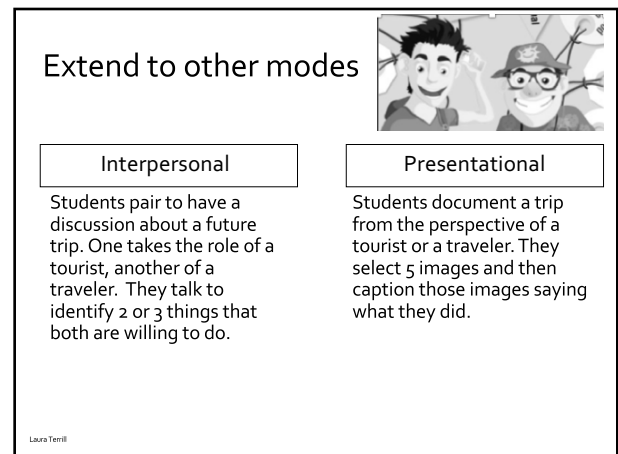 Extend to other modes
Interpersonal
Students pair to have a
discussion about a future
trip. One takes the role of a
tourist, another of a
traveler.  They talk to
identify 2 or 3 things that
both are willing to do.
Presentational
Students document a trip
from the perspective of a
tourist or a traveler. They
select 5 images and then
caption those images saying
what they did.
Laura Terrill